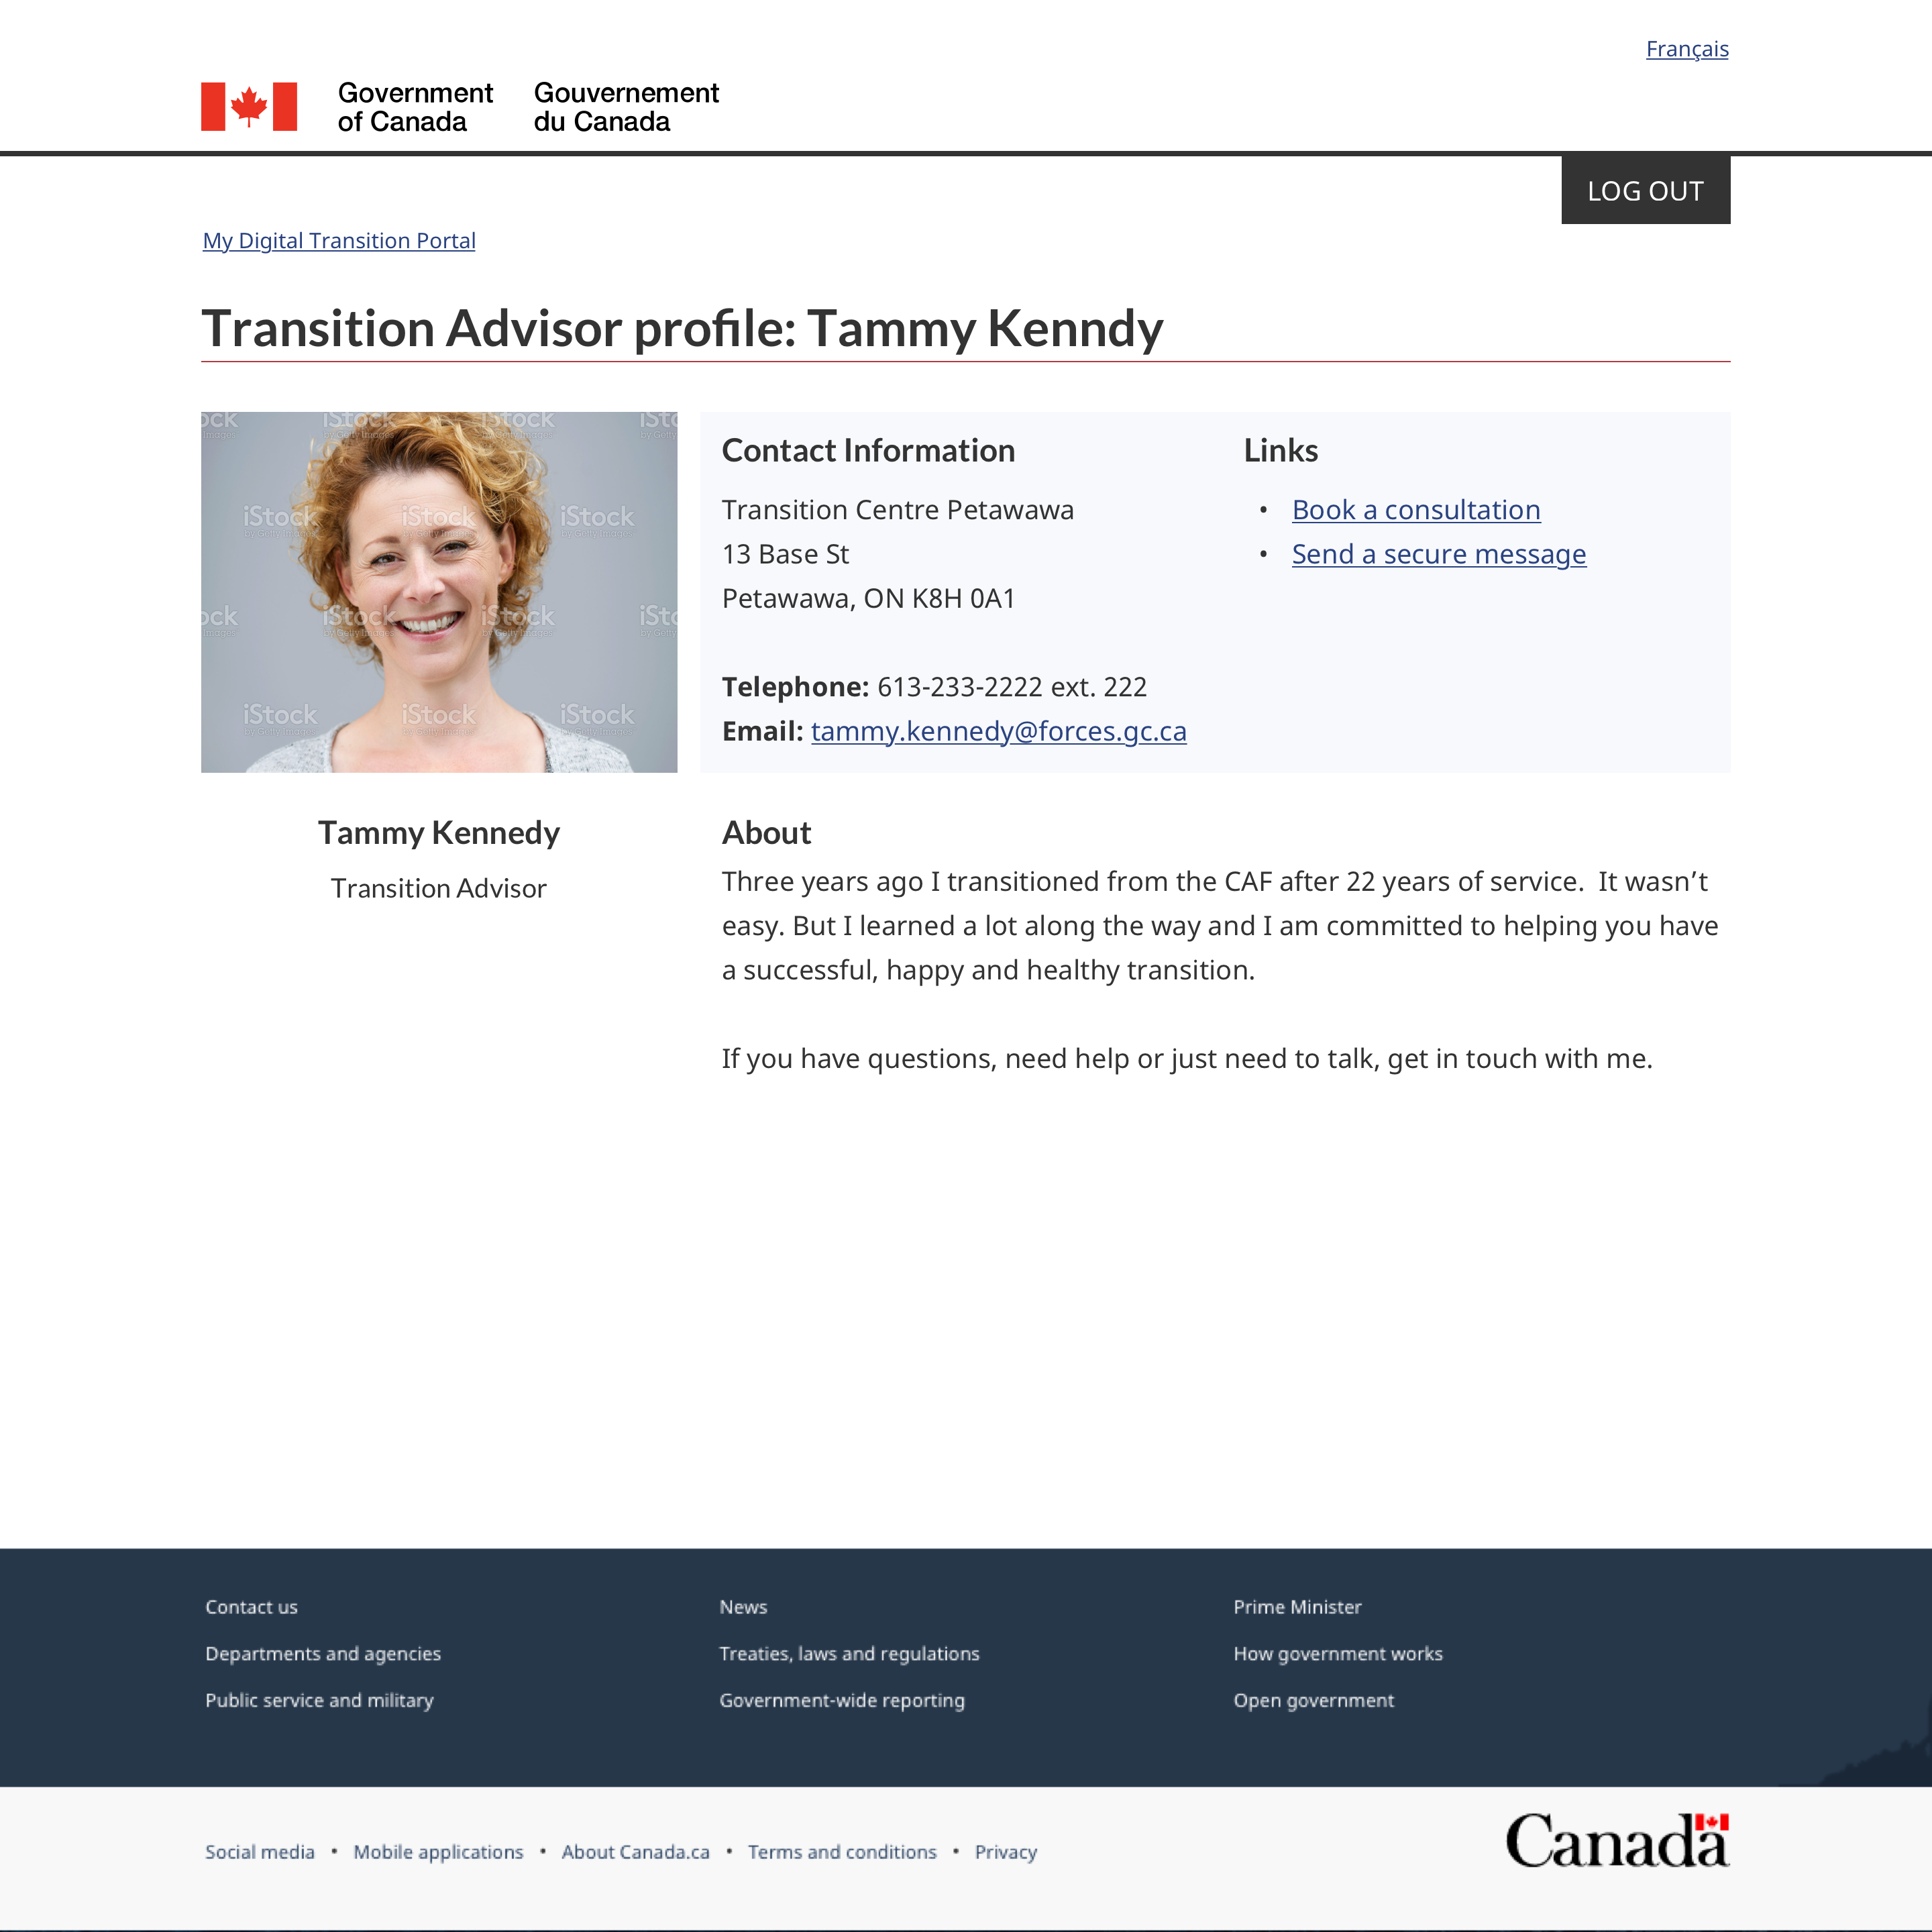 Français
Government
of Canada
Gouvernement
du Canada
LOG OUT
My Digital Transition Portal
Transition Advisor profile: Tammy Kenndy
iStock
by Getty Images
Contact Information
Transition Centre Petawawa
13 Base St
Petawawa, ON K8H 0A1
Telephone: 613-233-2222 ext. 222
Email: tammy.kennedy@forces.gc.ca
Links
• Book a consultation
• Send a secure message
Tammy Kennedy
Transition Advisor
About
Three years ago I transitioned from the CAF after 22 years of service.  It wasn’t
easy. But I learned a lot along the way and I am committed to helping you have
a successful, happy and healthy transition.
If you have questions, need help or just need to talk, get in touch with me.
Contact us
Departments and agencies
Public service and military
News
Treaties, laws and regulations
Government-wide reporting
Prime Minister
How government works
Open government
Social media • Mobile applications • About Canada.ca • Terms and conditions • Privacy
Canada